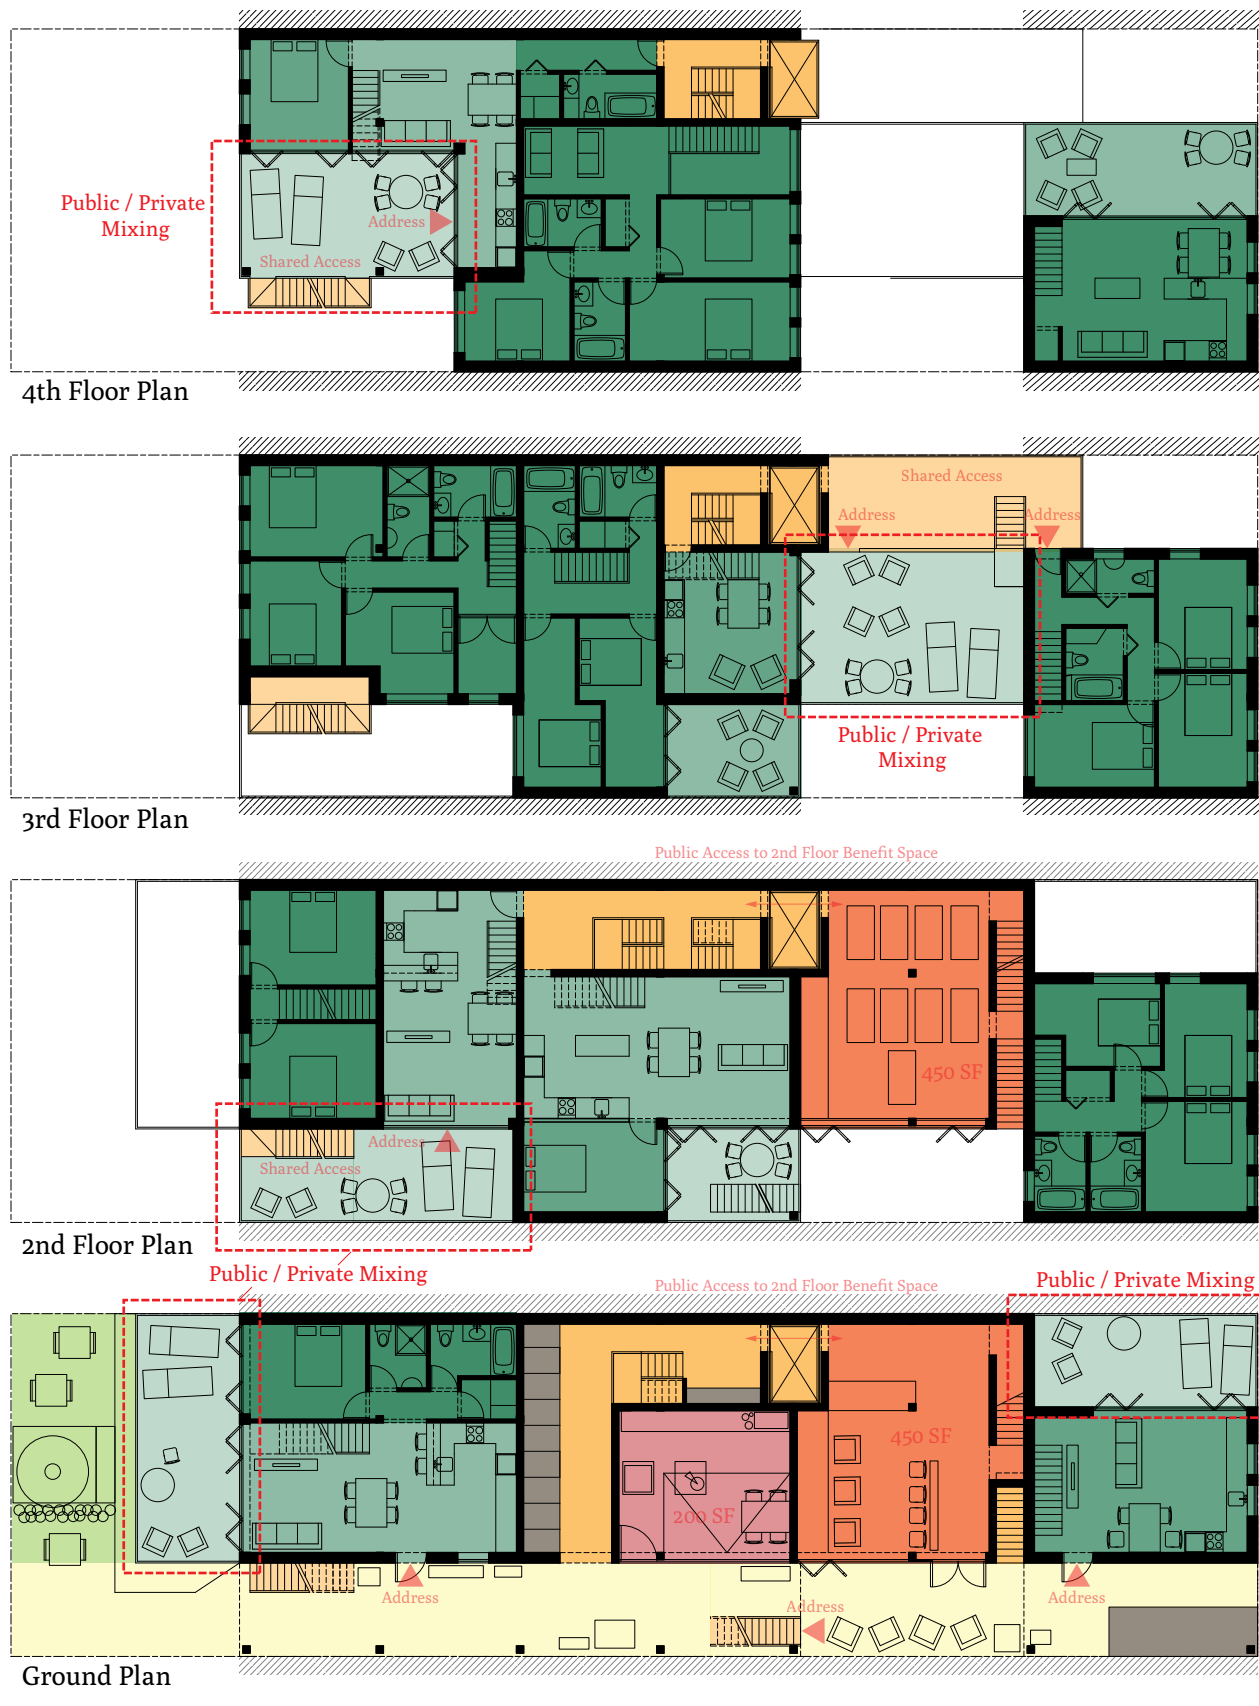 Public / Private
Mixing
Address
Shared Access
4th Floor Plan
Shared Access
Address
Address
Public / Private
Mixing
3rd Floor Plan
Public Access to 2nd Floor Benefit Space
450 SF
Address
Shared Access
2nd Floor Plan
Public / Private Mixing
Public Access to 2nd Floor Benefit Space
Public / Private Mixing
450 SF
200 SF
Address
Address
Address
Ground Plan